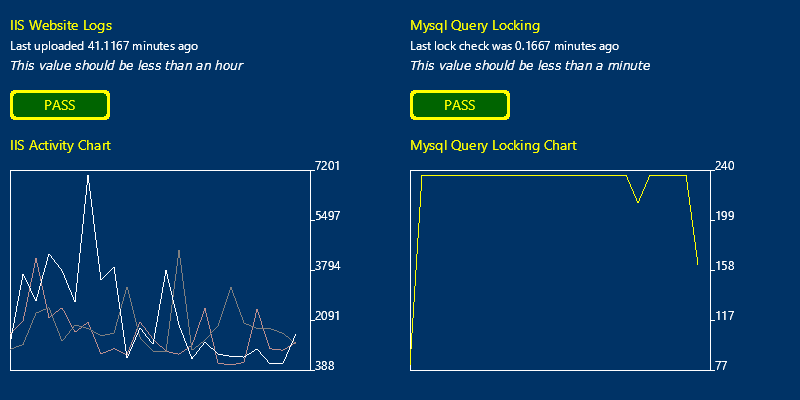 IIS Website Logs
Last uploaded 41.1167 minutes ago
This value should be less than an hour
PASS
IIS Activity Chart
7201
5497
3794
2091
388
Mysql Query Locking
Last lock check was 0.1667 minutes ago
This value should be less than a minute
PASS
Mysql Query Locking Chart
240
199
158
117
77